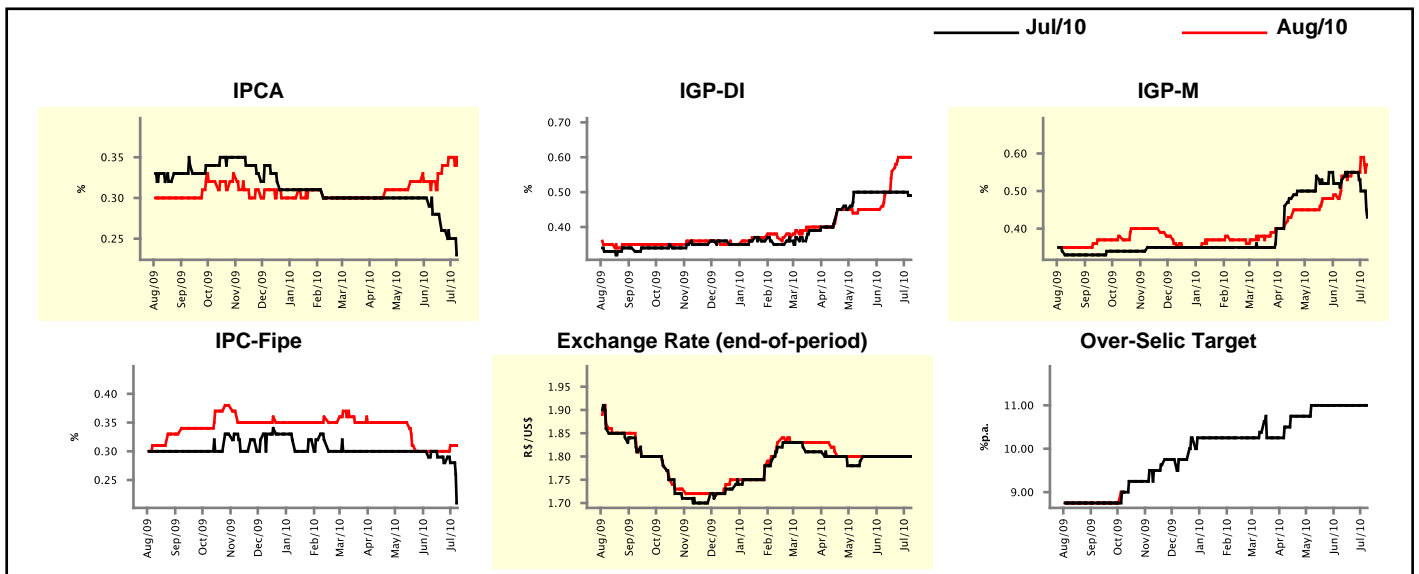 Jul/10 Aug/10
IPCA IGP-DI IGP-M
%
0.35
0.30
0.25
Aug/09 Sep/09 Oct/09 Nov/09 Dec/09 Jan/10 Feb/10 Mar/10 Apr/10 May/10 Jun/10 Jul/10
%
0.70
0.60
0.50
0.40
Aug/09 Sep/09 Oct/09 Nov/09 Dec/09 Jan/10 Feb/10 Mar/10 Apr/10 May/10 Jun/10 Jul/10
%
0.60
0.50
0.40
Aug/09 Sep/09 Oct/09 Nov/09 Dec/09 Jan/10 Feb/10 Mar/10 Apr/10 May/10 Jun/10 Jul/10
IPC-Fipe Exchange Rate (end-of-period) Over-Selic Target
%
0.40
0.35
0.30
0.25
Aug/09 Sep/09 Oct/09 Nov/09 Dec/09 Jan/10 Feb/10 Mar/10 Apr/10 May/10 Jun/10 Jul/10
R$/US$
1.95
1.90
1.85
1.80
1.75
1.70
Aug/09 Sep/09 Oct/09 Nov/09 Dec/09 Jan/10 Feb/10 Mar/10 Apr/10 May/10 Jun/10 Jul/10
%p.a.
11.00
10.00
9.00
Aug/09 Sep/09 Oct/09 Nov/09 Dec/09 Jan/10 Feb/10 Mar/10 Apr/10 May/10 Jun/10 Jul/10